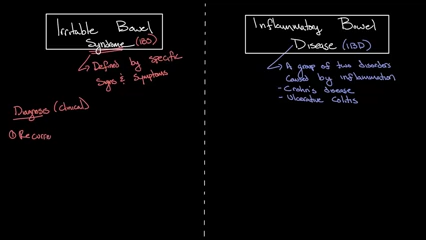 Irritable Bowel
Syndrome (IBS)
Defined by specific
Signs & Symptoms
Diagnosis (Clinical)
① Recurre
Inflammatory Bowel
Disease (IBD)
A group of two disorders
caused by inflammation
- Crohn's disease
- Ulcerative Colitis